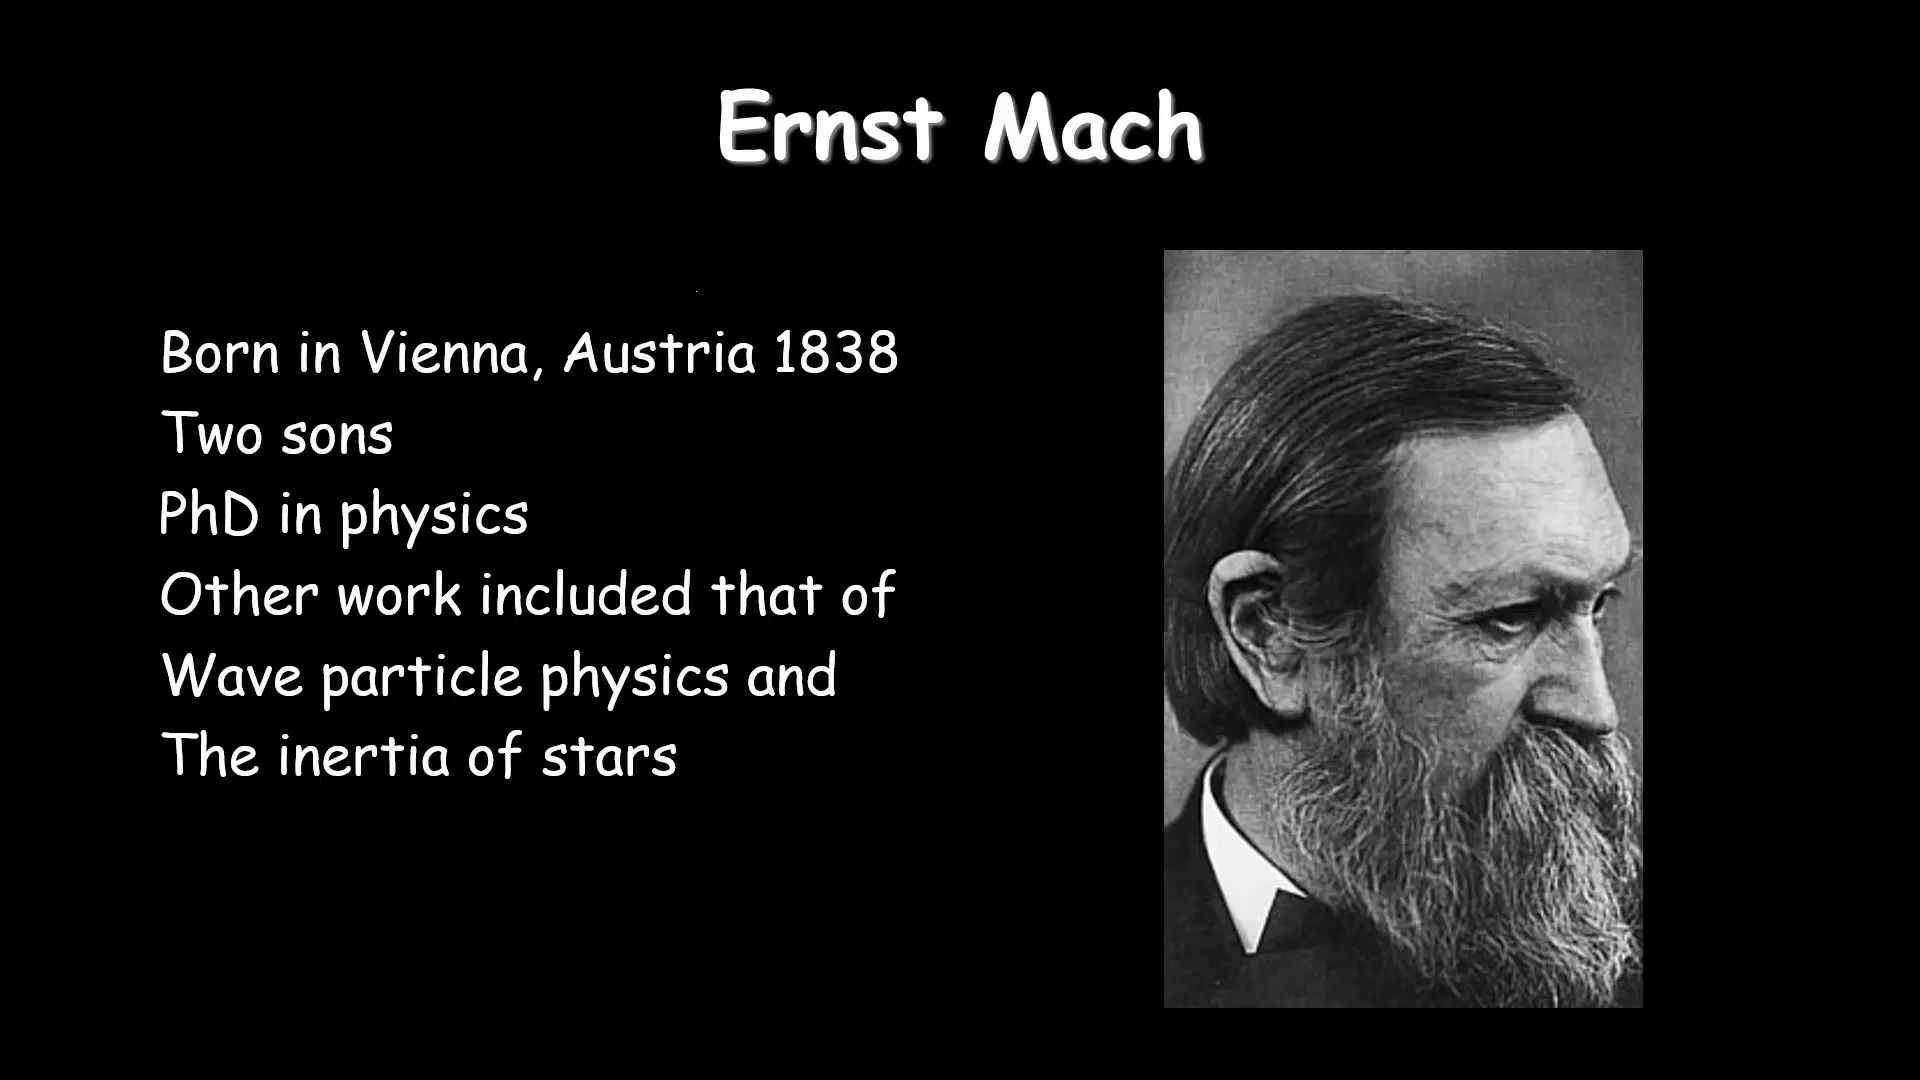 Ernst Mach
Born in Vienna, Austria 1838
Two sons
PhD in physics
Other work included that of
Wave particle physics and
The inertia of stars